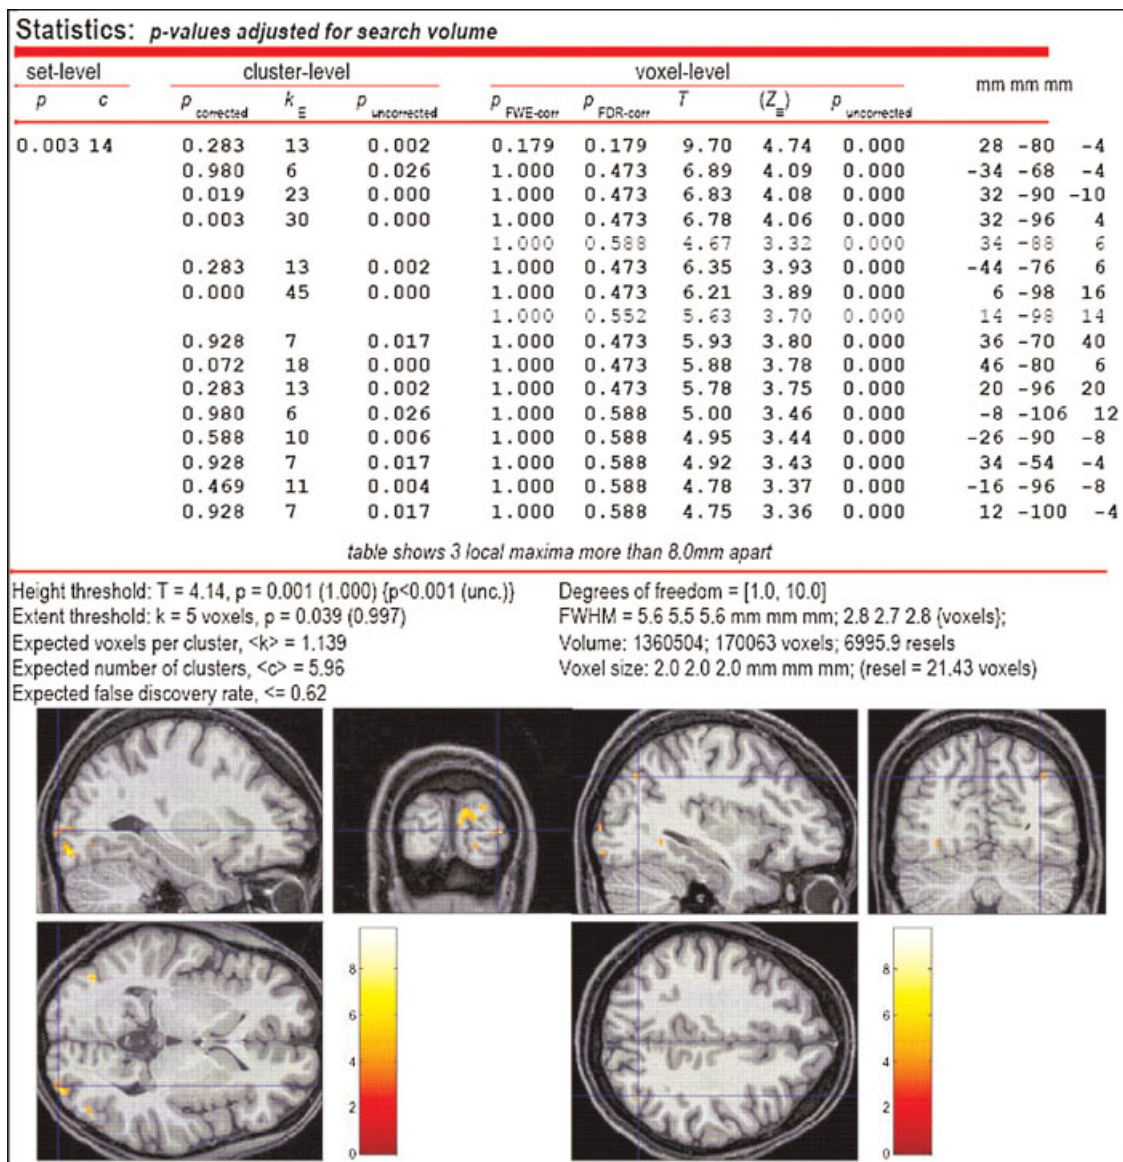 Statistics: p-values adjusted for search volume
set-level cluster-level voxel-level mm mm mm
p c p corrected k E p uncorrected p FWE-corr p FDR-corr T (Z≡) p uncorrected
0.003 14 0.283 13 0.002 0.179 0.179 9.70 4.74 0.000 28 -80 -4
0.980 6 0.026 1.000 0.473 6.89 4.09 0.000 -34 -68 -4
0.019 23 0.000 1.000 0.473 6.83 4.08 0.000 32 -90 -10
0.003 30 0.000 1.000 0.473 6.78 4.06 0.000 32 -96 4
1.000 0.588 4.67 3.32 0.000 34 -88 6
0.283 13 0.002 1.000 0.473 6.35 3.93 0.000 -44 -76 6
0.000 45 0.000 1.000 0.473 6.21 3.89 0.000 6 -98 16
1.000 0.552 5.63 3.70 0.000 14 -98 14
0.928 7 0.017 1.000 0.473 5.93 3.80 0.000 36 -70 40
0.072 18 0.000 1.000 0.473 5.88 3.78 0.000 46 -80 6
0.283 13 0.002 1.000 0.473 5.78 3.75 0.000 20 -96 20
0.980 6 0.026 1.000 0.588 5.00 3.46 0.000 -8 -106 12
0.588 10 0.006 1.000 0.588 4.95 3.44 0.000 -26 -90 -8
0.928 7 0.017 1.000 0.588 4.92 3.43 0.000 34 -54 -4
0.469 11 0.004 1.000 0.588 4.78 3.37 0.000 -16 -96 -8
0.928 7 0.017 1.000 0.588 4.75 3.36 0.000 12 -100 -4
table shows 3 local maxima more than 8.0mm apart
Height threshold: T = 4.14, p = 0.001 (1.000) {p<0.001 (unc.)}
Extent threshold: k = 5 voxels, p = 0.039 (0.997)
Expected voxels per cluster, <k> = 1.139
Expected number of clusters, <c> = 5.96
Expected false discovery rate, <= 0.62
Degrees of freedom = [1.0, 10.0]
FWHM = 5.6 5.5 5.6 mm mm mm; 2.8 2.7 2.8 {voxels};
Volume: 1360504; 170063 voxels; 6995.9 resels
Voxel size: 2.0 2.0 2.0 mm mm mm; (resel = 21.43 voxels)
8
6
4
2
0
8
6
4
2
0